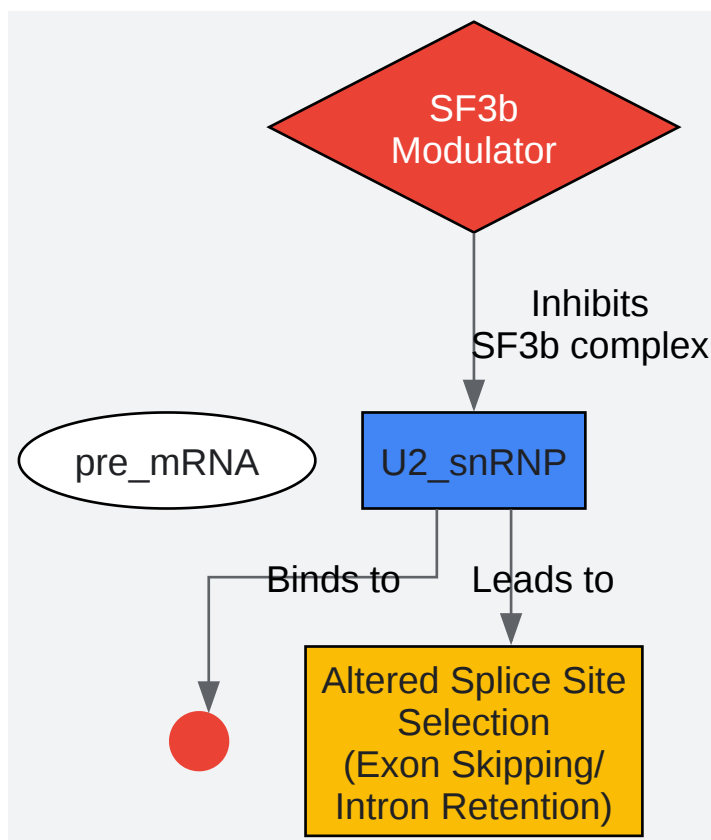 SF3b
Modulator
Inhibits
SF3b complex
pre_mRNA
U2_snRNP
Binds to
Leads to
Altered Splice Site
Selection
(Exon Skipping/
Intron Retention)